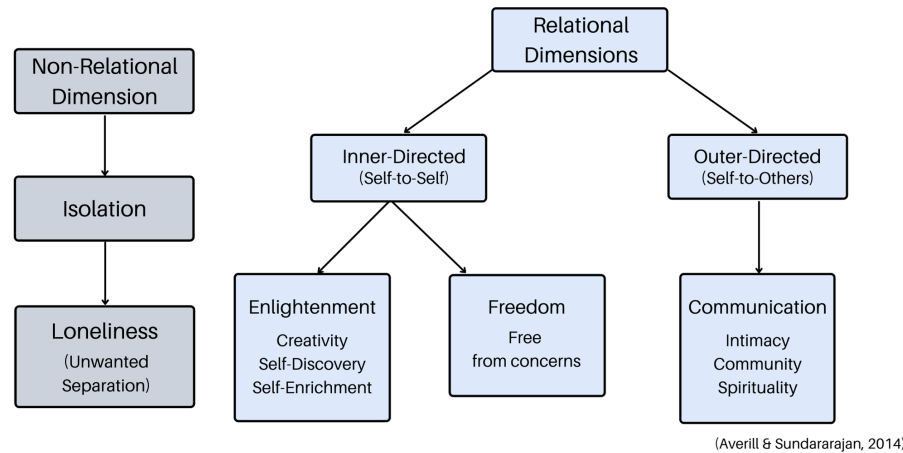 Non-Relational
Dimension
Isolation
Loneliness
(Unwanted
Separation)
Relational
Dimensions
Inner-Directed
(Self-to-Self)
Outer-Directed
(Self-to-Others)
Enlightenment
Creativity
Self-Discovery
Self-Enrichment
Freedom
Free
from concerns
Communication
Intimacy
Community
Spirituality
(Averill & Sundararajan, 2014)